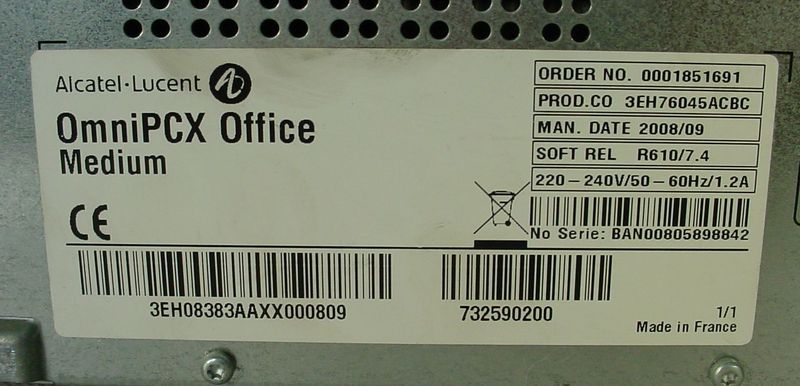 Alcatel·Lucent
OmniPCX Office
Medium
ORDER NO. 0001851691
PROD.CO 3EH76045ACBC
MAN. DATE 2008/09
SOFT REL R610/7.4
220-240V/50-60Hz/1.2A
No Serie: BAN00805898842
CE
3EH08383AAXX000809
732590200
1/1
Made in France